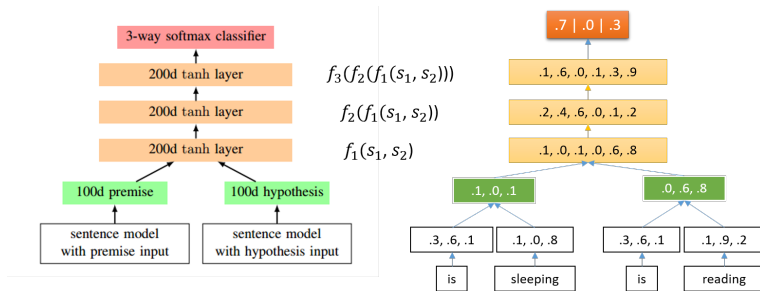 3-way softmax classifier
200d tanh layer
200d tanh layer
200d tanh layer
100d premise
100d hypothesis
sentence model
with premise input
sentence model
with hypothesis input
f₃(f₂(f₁(s₁, s₂)))
f₂(f₁(s₁, s₂))
f₁(s₁, s₂)
.7 | .0 | .3
.1, .6, .0, .1, .3, .9
.2, .4, .6, .0, .1, .2
.1, .0, .1, .0, .6, .8
.1, .0, .1
.0, .6, .8
.3, .6, .1
.1, .0, .8
.3, .6, .1
.1, .9, .2
is
sleeping
is
reading